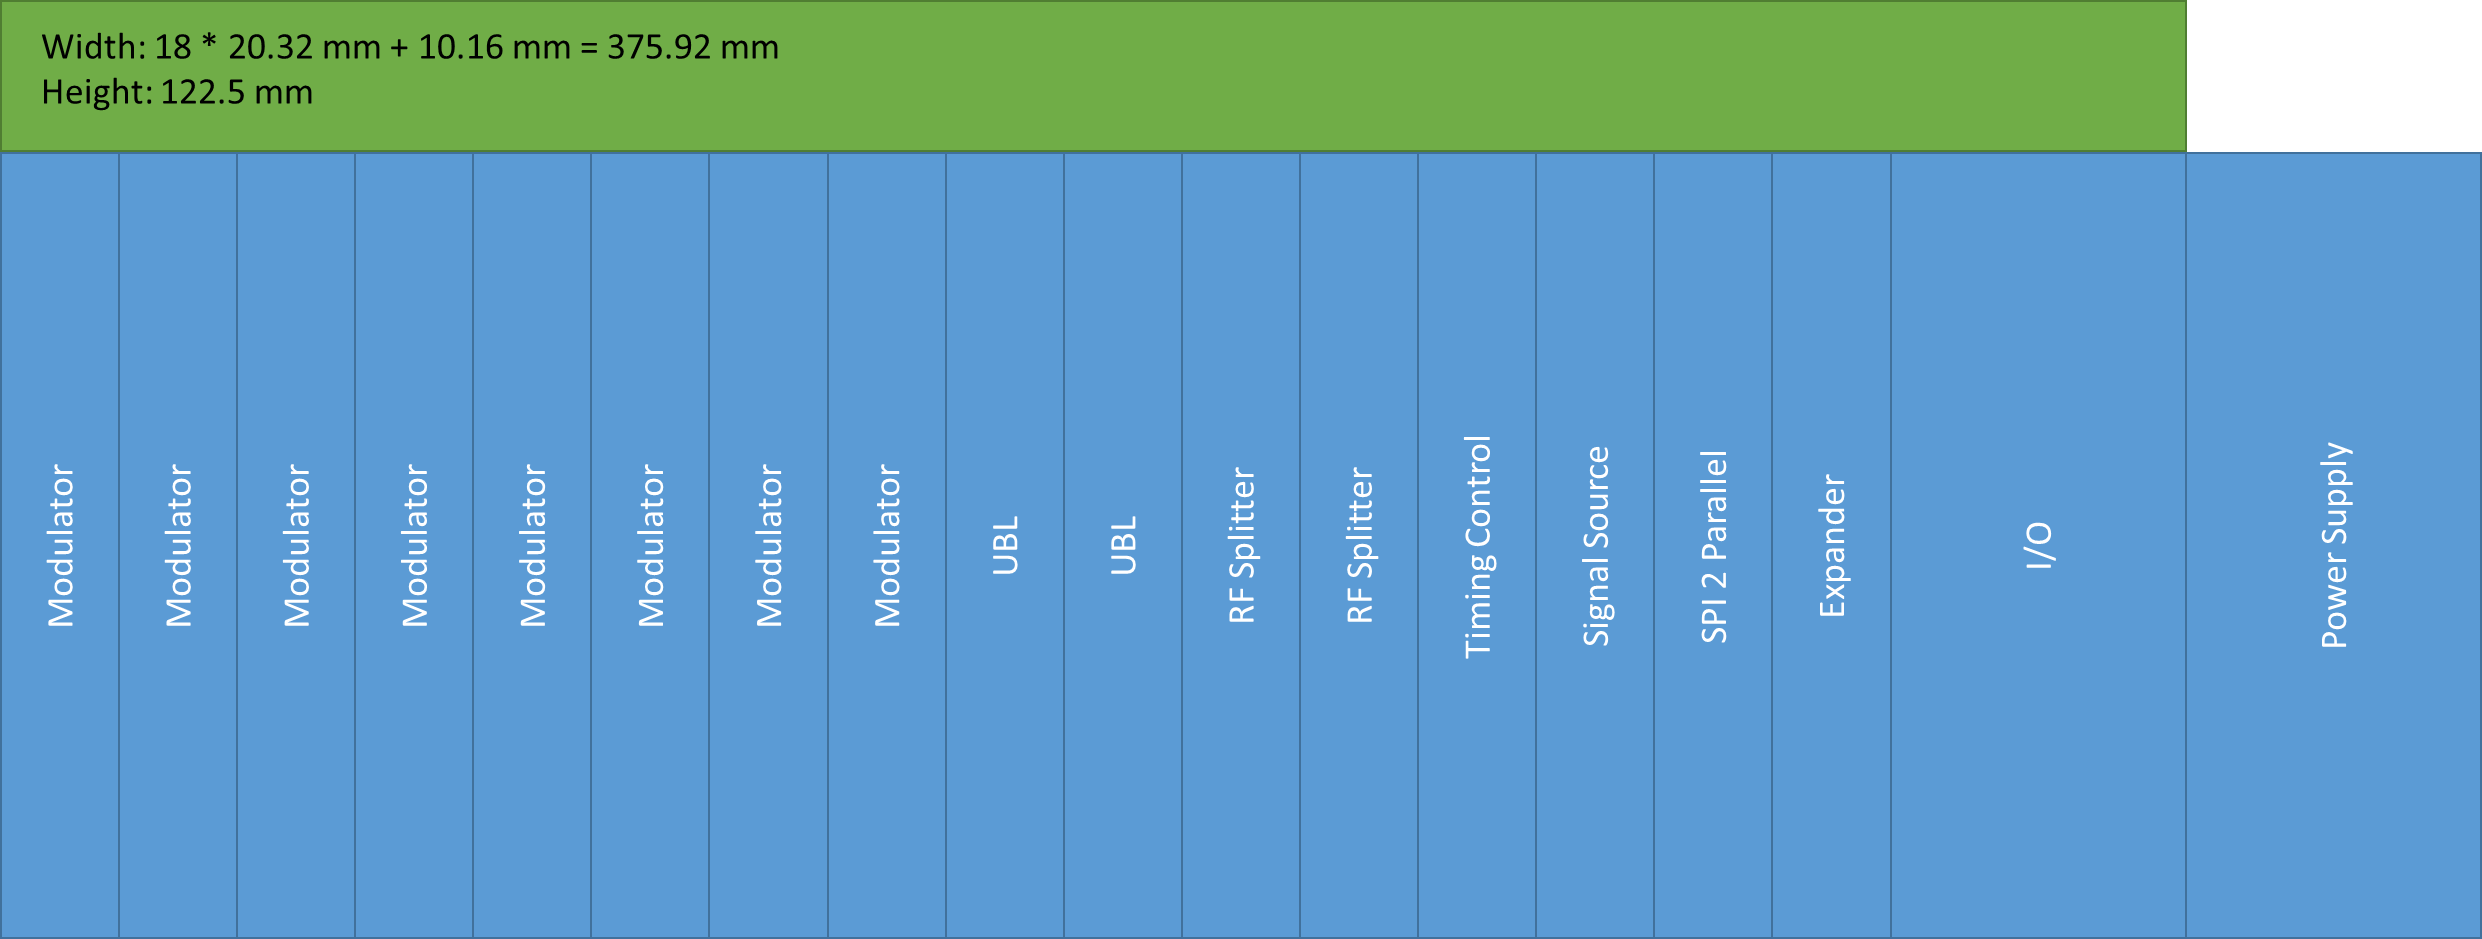 Width: 18 * 20.32 mm + 10.16 mm = 375.92 mm
Height: 122.5 mm
Modulator
Modulator
Modulator
Modulator
Modulator
Modulator
Modulator
Modulator
UBL
UBL
RF Splitter
RF Splitter
Timing Control
Signal Source
SPI 2 Parallel
Expander
I/O
Power Supply